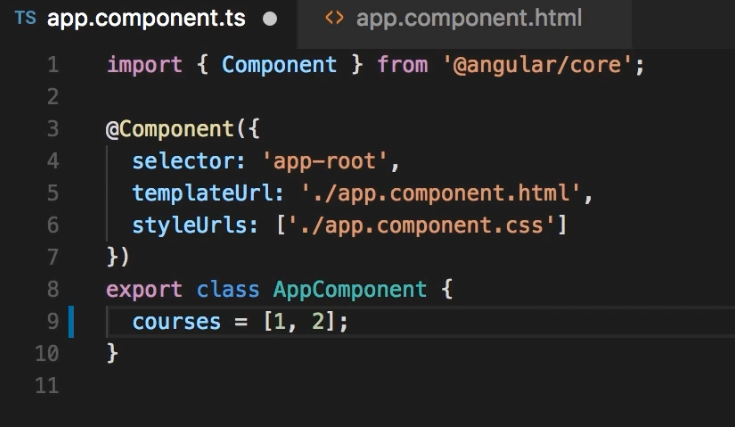 TS app.component.ts ● <> app.component.html
1 import { Component } from '@angular/core';
2
3 @Component({
4   selector: 'app-root',
5   templateUrl: './app.component.html',
6   styleUrls: ['./app.component.css']
7 })
8 export class AppComponent {
9   courses = [1, 2];
10 }
11